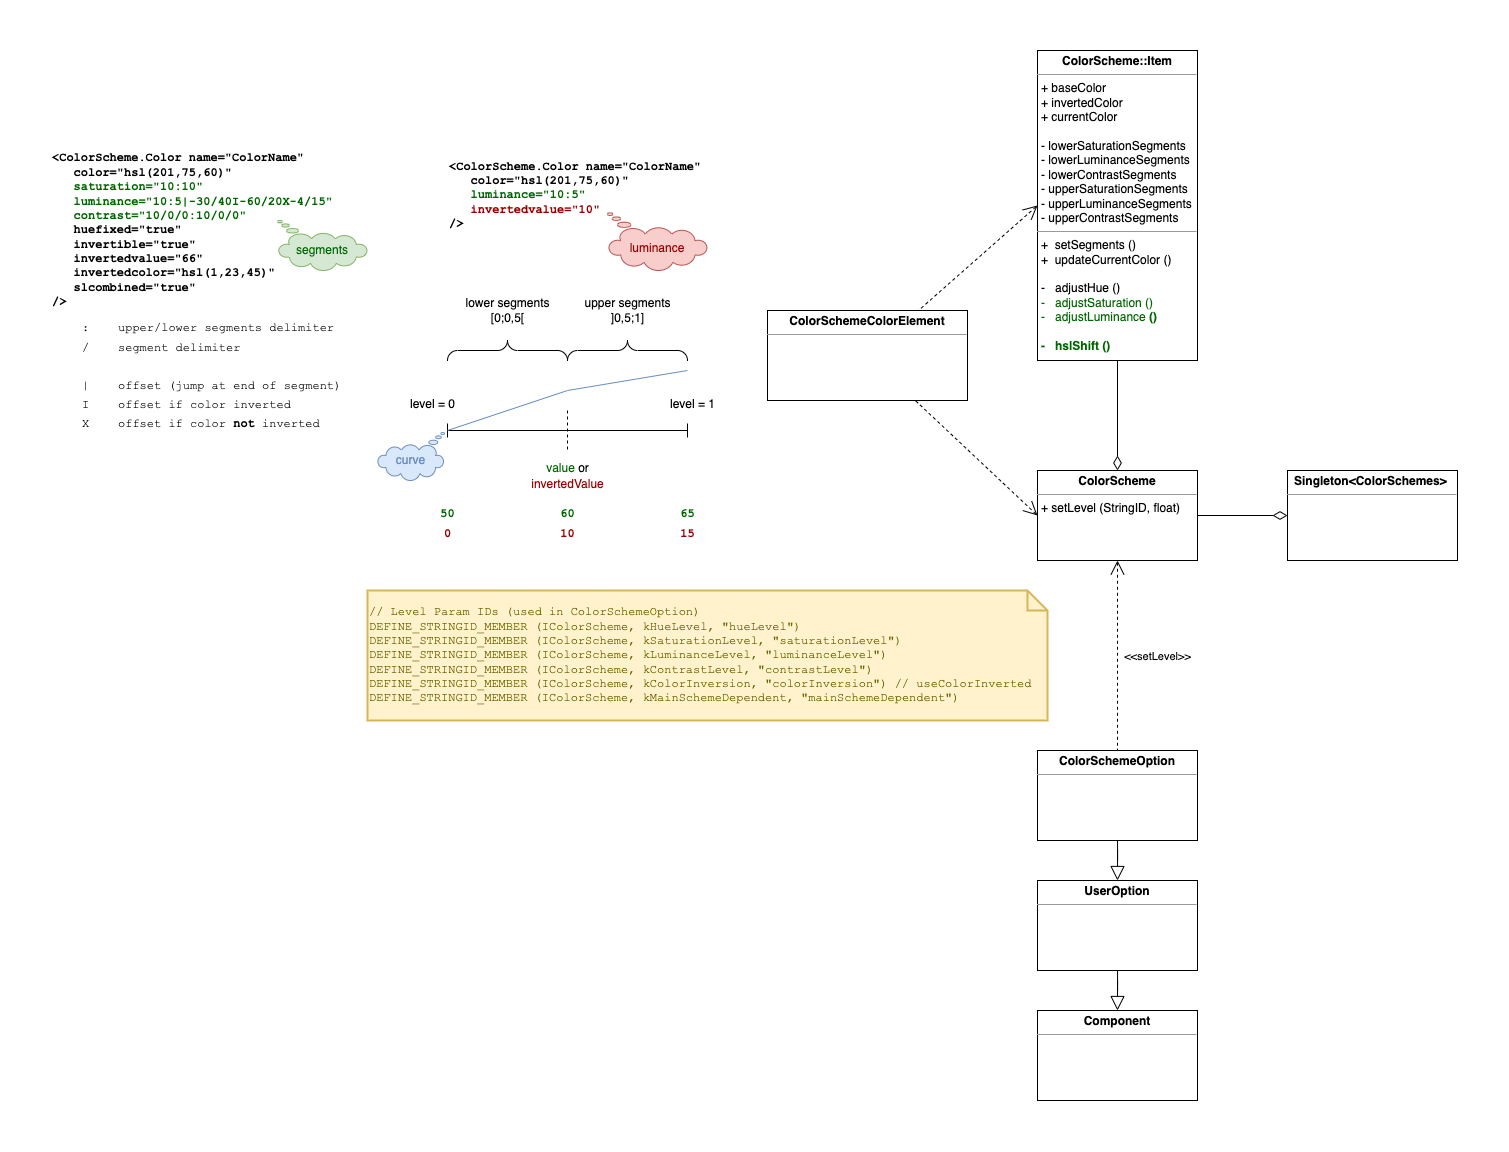 <ColorScheme.Color name="ColorName"
color="hsl(201,75,60)"
saturation="10:10"
luminance="10:5|-30/40I-60/20X-4/15"
contrast="10/0/0:10/0/0"
huefixed="true"
invertible="true"
invertedvalue="66"
invertedcolor="hsl(1,23,45)"
slcombined="true"
/>
segments
: upper/lower segments delimiter
/ segment delimiter
| offset (jump at end of segment)
I offset if color inverted
X offset if color not inverted
<ColorScheme.Color name="ColorName"
color="hsl(201,75,60)"
luminance="10:5"
invertedvalue="10"
/>
luminance
lower segments
[0;0,5[
upper segments
]0,5;1]
level = 0
level = 1
curve
value or
invertedValue
50 60 65
0 10 15
// Level Param IDs (used in ColorSchemeOption)
DEFINE_STRINGID_MEMBER (IColorScheme, kHueLevel, "hueLevel")
DEFINE_STRINGID_MEMBER (IColorScheme, kSaturationLevel, "saturationLevel")
DEFINE_STRINGID_MEMBER (IColorScheme, kLuminanceLevel, "luminanceLevel")
DEFINE_STRINGID_MEMBER (IColorScheme, kContrastLevel, "contrastLevel")
DEFINE_STRINGID_MEMBER (IColorScheme, kColorInversion, "colorInversion") // useColorInverted
DEFINE_STRINGID_MEMBER (IColorScheme, kMainSchemeDependent, "mainSchemeDependent")
ColorSchemeColorElement
ColorScheme::Item
+ baseColor
+ invertedColor
+ currentColor
- lowerSaturationSegments
- lowerLuminanceSegments
- lowerContrastSegments
- upperSaturationSegments
- upperLuminanceSegments
- upperContrastSegments
+ setSegments ()
+ updateCurrentColor ()
- adjustHue ()
- adjustSaturation ()
- adjustLuminance ()
- hslShift ()
ColorScheme
+ setLevel (StringID, float)
Singleton<ColorSchemes>
<<setLevel>>
ColorSchemeOption
UserOption
Component